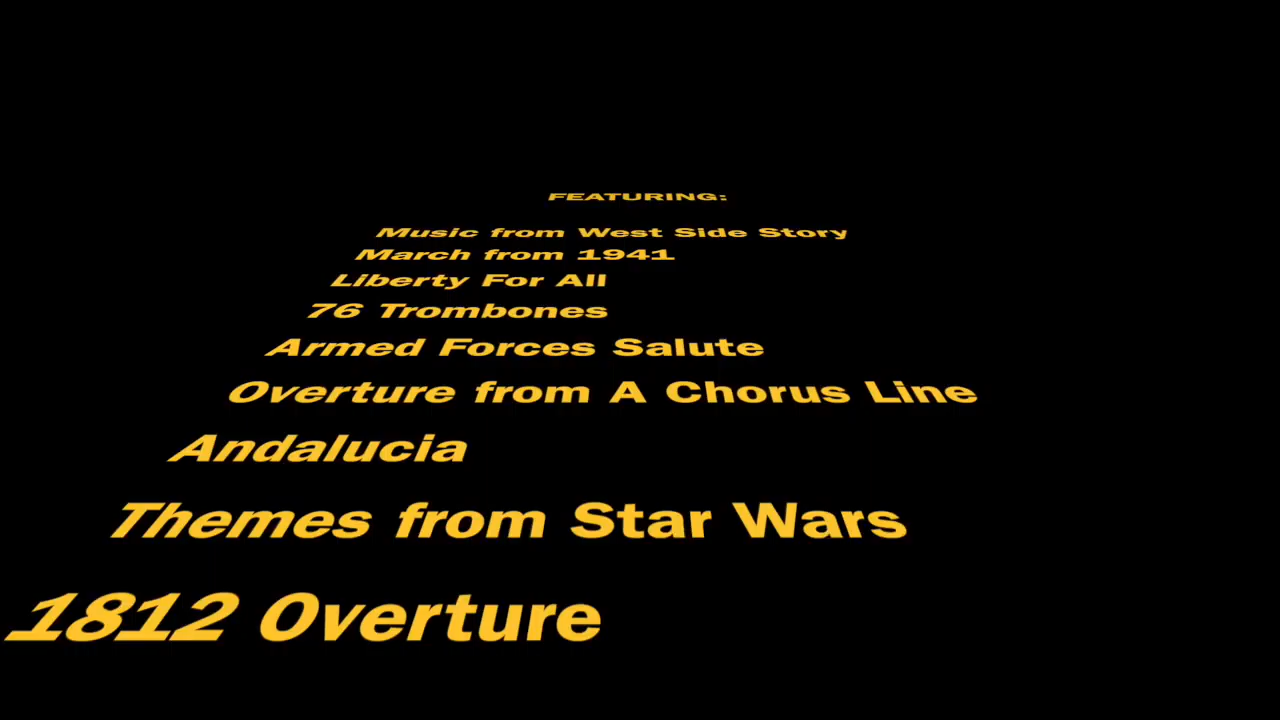 FEATURING:
Music from West Side Story
March from 1941
Liberty For All
76 Trombones
Armed Forces Salute
Overture from A Chorus Line
Andalucia
Themes from Star Wars
1812 Overture